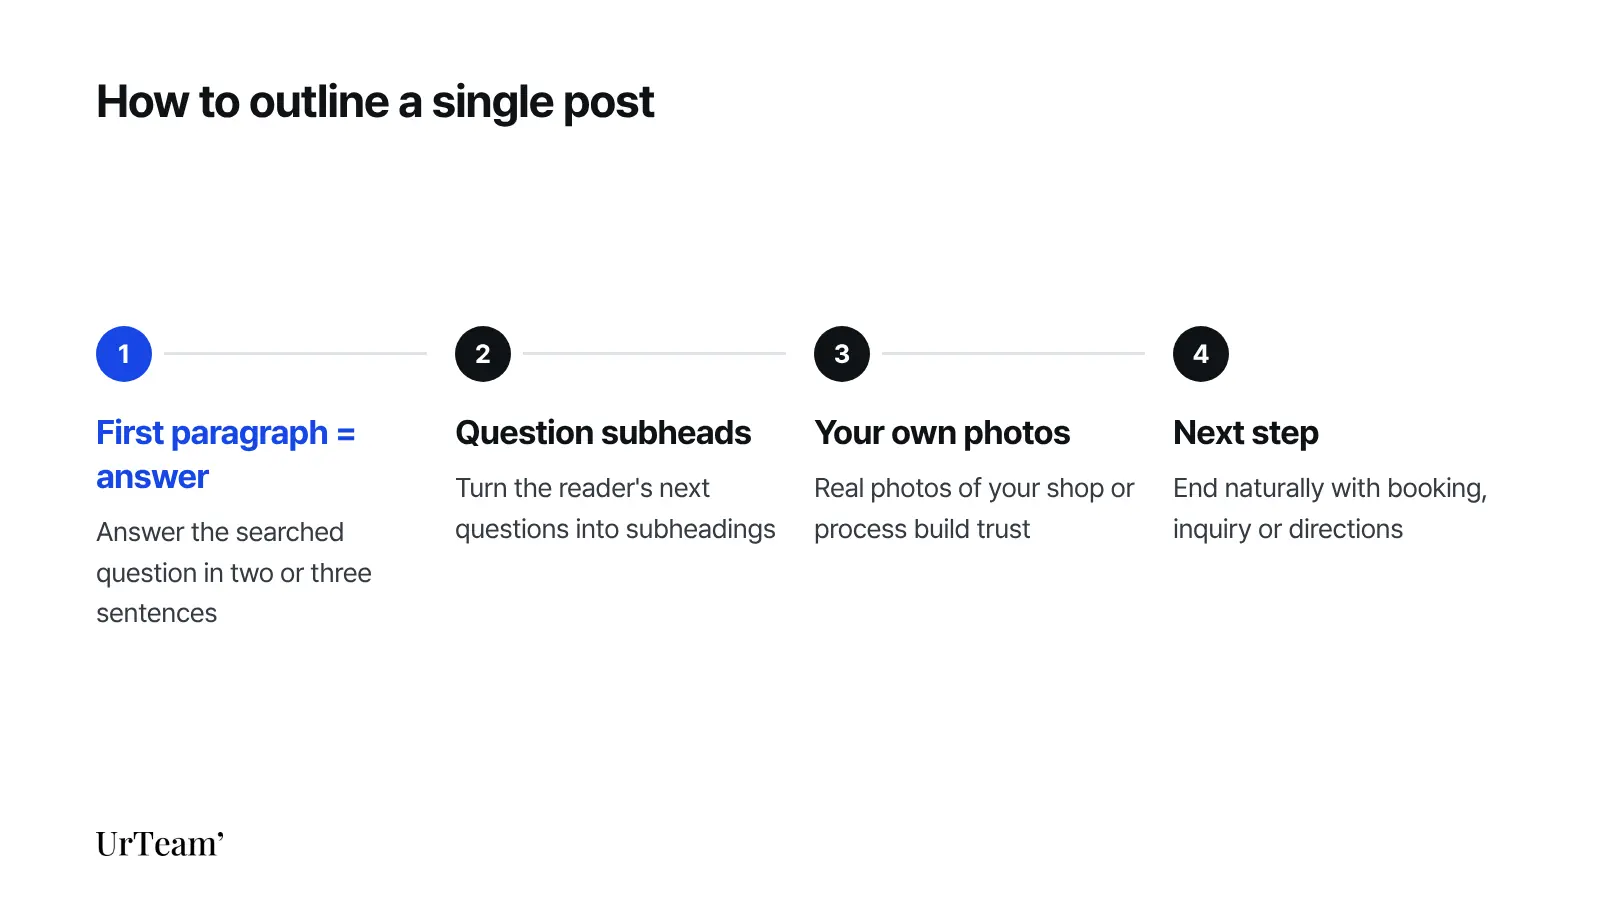 How to outline a single post
1
First paragraph =
answer
Answer the searched
question in two or three
sentences
2
Question subheads
Turn the reader's next
questions into subheadings
3
Your own photos
Real photos of your shop or
process build trust
4
Next step
End naturally with booking,
inquiry or directions
UrTeam’